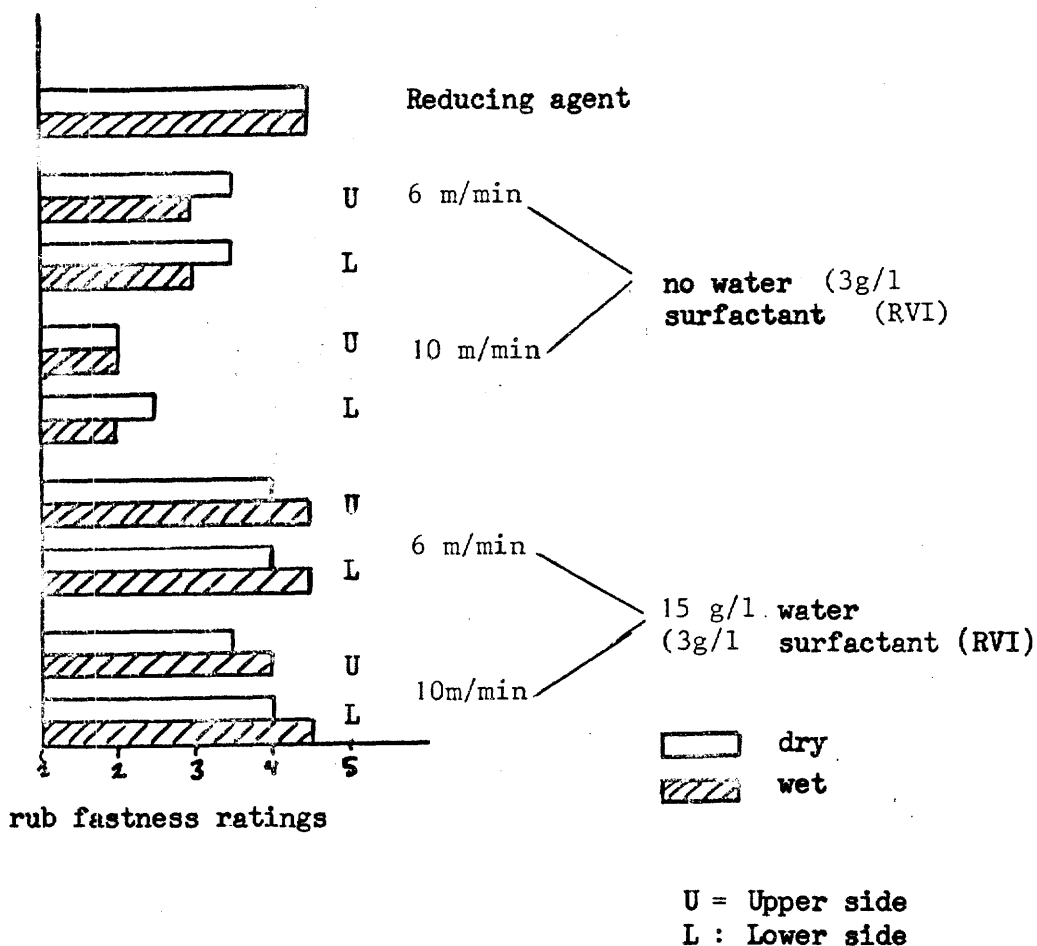 Reducing agent
U 6 m/min
L
no water (3g/l
surfactant (RVI)
U 10 m/min
L
U
6 m/min
L
15 g/l. water
(3g/l surfactant (RVI)
U
10m/min
L
1 2 3 4 5
dry
wet
rub fastness ratings
U = Upper side
L : Lower side